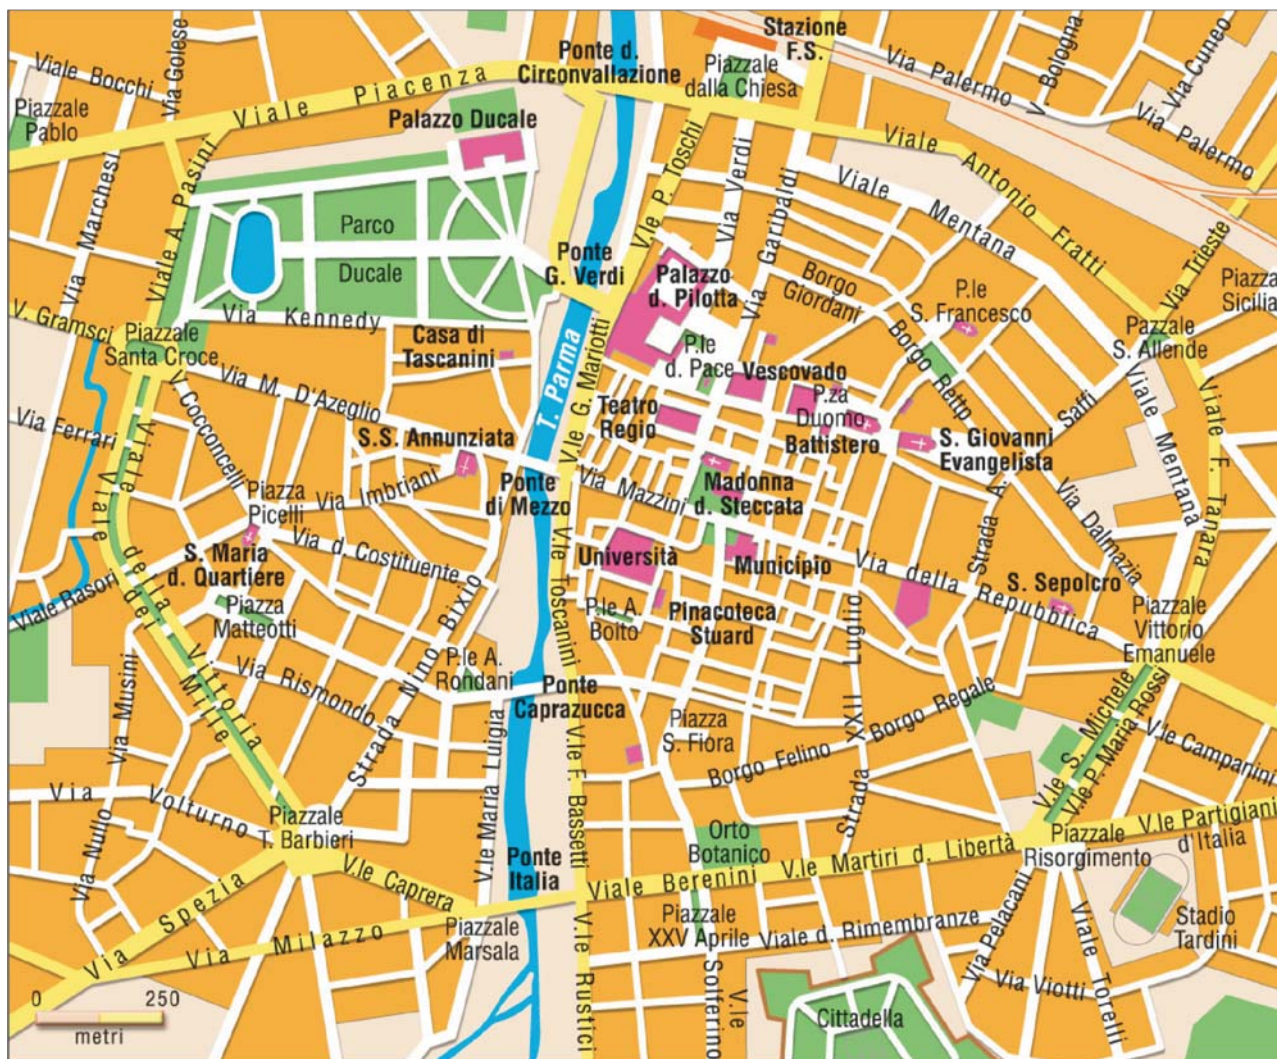 Stazione
F.S.
Ponte d.
Circonvallazione
Piazzale
dalla Chiesa
Via Palermo
V. Bologna
Via Cuneo
Via Palermo
Viale Bocchi
Via Golese
Piazzale
Pablo
Viale Piacenza
Palazzo Ducale
Via Marchesi
Viale A. Pasini
Parco
Ducale
Ponte
G. Verdi
V.le P. Toschi
Via Verdi
Via Garibaldi
Viale Mentana
Viale Antonio Fratti
Via Trieste
Piazza
Sicilia
Palazzo
d. Pilotta
Borgo
Giordani
P.le
S. Francesco
V. Gramsci
Piazzale
Santa Croce
Via Kennedy
Casa di
Tascanini
T. Parma
V.le G. Mariotti
P.le
d. Pace
Vescovado
Borgo Rettp
Pazzale
S. Allende
Via M. D'Azeglio
V. Cocconcelli
Via Ferrari
Teatro
Regio
P.za
Duomo
Battistero
S. Giovanni
Evangelista
Strada A. Saffi
Viale Mentana
Viale F. Tanara
S.S. Annunziata
Piazza
Picelli
Via Imbriani
Ponte
di Mezzo
Via Mazzini
Madonna
d. Steccata
Via Dalmazia
Viale dei Mille
Viale della Vittoria
S. Maria
d. Quartiere
Via d. Costituente
Università
Municipio
Via della Repubblica
S. Sepolcro
Viale Rasori
Piazza
Matteotti
Strada Nino Bixio
V.le Toscanini
P.le A.
Bolto
Pinacoteca
Stuard
Piazzale
Vittorio
Emanuele
Via Musini
Via Rismondo
P.le A.
Rondani
Ponte
Caprazucca
Piazza
S. Fiora
Strada XXII Luglio
Borgo Felino
Borgo Regale
V.le S. Michele
V.le P. Maria Rossi
V.le Campanini
Via Volturno
Via Nullo
Piazzale
T. Barbieri
V.le Maria Luigia
V.le F. Bassetti
Orto
Botanico
Ponte
Italia
Viale Berenini
V.le Martiri d. Libertà
Piazzale
Risorgimento
V.le Partigiani
d'Italia
Via Spezia
V.le Caprera
Via Milazzo
Piazzale
Marsala
V.le Rustici
Piazzale
XXV Aprile
V.le Solferino
Viale d. Rimembranze
Via Pelacani
Viale Torelli
Via Viotti
Stadio
Tardini
Cittadella
0 250
metri